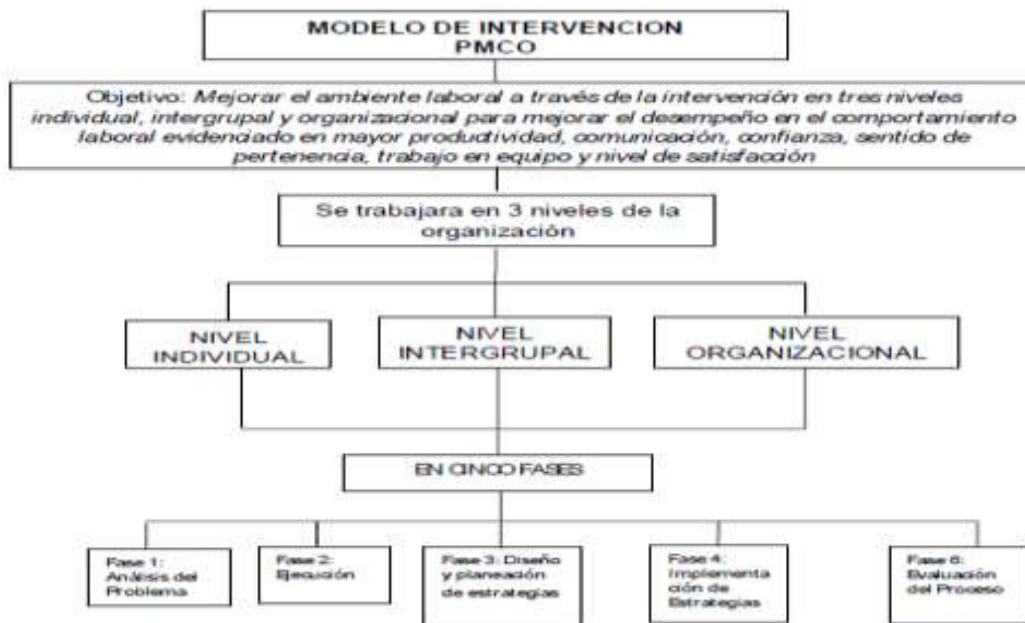 MODELO DE INTERVENCION
PMCO
Objetivo: Mejorar el ambiente laboral a través de la intervención en tres niveles
individual, intergrupal y organizacional para mejorar el desempeño en el comportamiento
laboral evidenciado en mayor productividad, comunicación, confianza, sentido de
pertenencia, trabajo en equipo y nivel de satisfacción
Se trabajara en 3 niveles de la
organización
NIVEL
INDIVIDUAL
NIVEL
INTERGRUPAL
NIVEL
ORGANIZACIONAL
EN CINCO FASES
Fase 1:
Análisis del
Problema
Fase 2:
Ejecución
Fase 3: Diseño
y planeación
de estrategias
Fase 4:
Implementa
ción de
Estrategias
Fase 5:
Evaluación
del Proceso